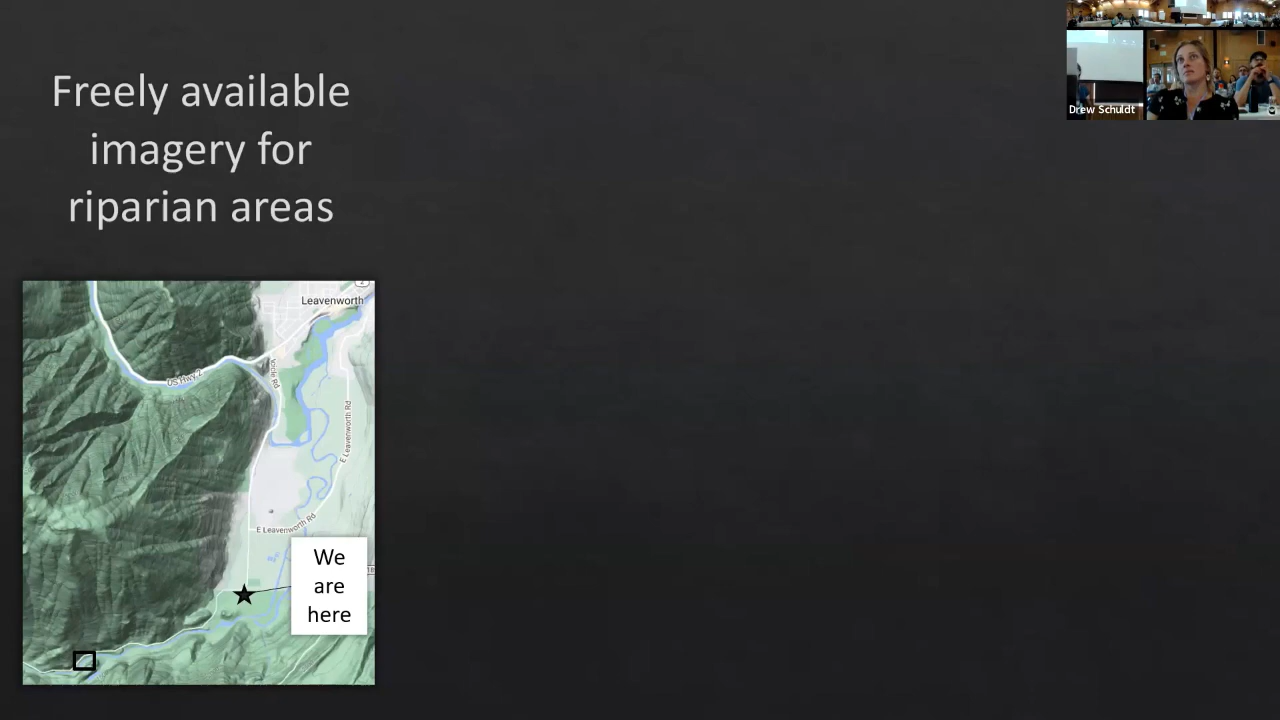 Freely available
imagery for
riparian areas
Drew Schuldt
2
Leavenworth
US Hwy 2
Icicle Rd
E Leavenworth Rd
E Leavenworth Rd
We
are
here